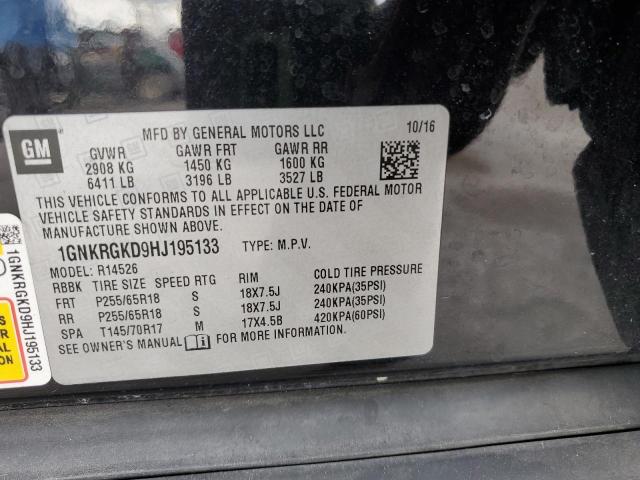 GM
MFD BY GENERAL MOTORS LLC 10/16
GVWR GAWR FRT GAWR RR
2908 KG 1450 KG 1600 KG
6411 LB 3196 LB 3527 LB
THIS VEHICLE CONFORMS TO ALL APPLICABLE U.S. FEDERAL MOTOR
VEHICLE SAFETY STANDARDS IN EFFECT ON THE DATE OF
MANUFACTURE SHOWN ABOVE.
1GNKRGKD9HJ195133 TYPE: M.P.V.
MODEL: R14526
RBBK TIRE SIZE SPEED RTG RIM COLD TIRE PRESSURE
FRT P255/65R18 S 18X7.5J 240KPA(35PSI)
RR P255/65R18 S 18X7.5J 240KPA(35PSI)
SPA T145/70R17 M 17X4.5B 420KPA(60PSI)
SEE OWNER'S MANUAL FOR MORE INFORMATION.
1GNKRGKD9HJ195133